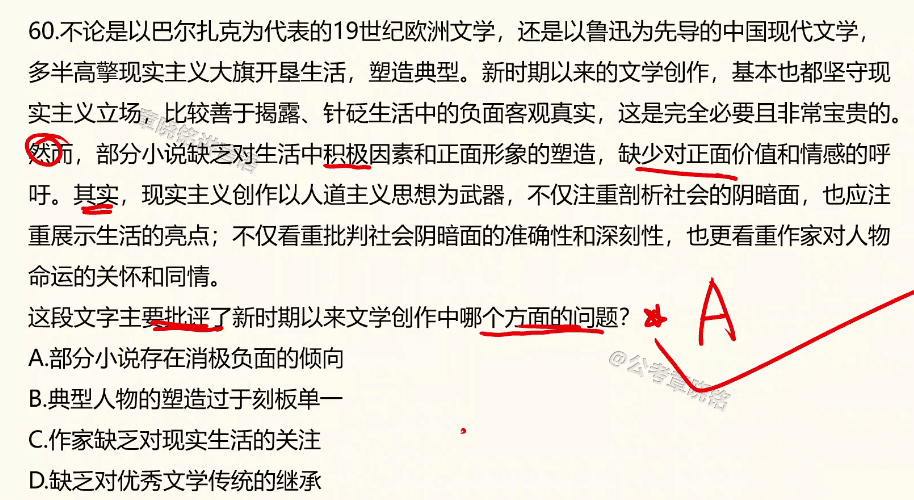 60.不论是以巴尔扎克为代表的19世纪欧洲文学，还是以鲁迅为先导的中国现代文学，
多半高擎现实主义大旗开垦生活，塑造典型。新时期以来的文学创作，基本也都坚守现
实主义立场，比较善于揭露、针砭生活中的负面客观真实，这是完全必要且非常宝贵的。
然而，部分小说缺乏对生活中积极因素和正面形象的塑造，缺少对正面价值和情感的呼
吁。其实，现实主义创作以人道主义思想为武器，不仅注重剖析社会的阴暗面，也应注
重展示生活的亮点；不仅看重批判社会阴暗面的准确性和深刻性，也更看重作家对人物
命运的关怀和同情。
这段文字主要批评了新时期以来文学创作中哪个方面的问题？
A
A.部分小说存在消极负面的倾向
@公考章晓铭
B.典型人物的塑造过于刻板单一
C.作家缺乏对现实生活的关注
D.缺乏对优秀文学传统的继承